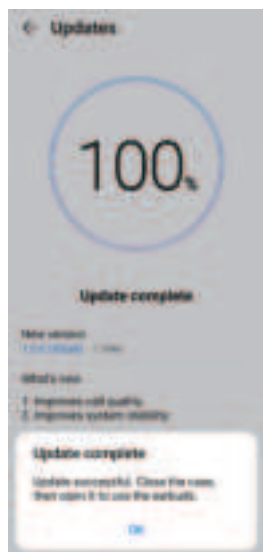 ← Updates
100%
Update complete
New version
What's new
1. Improves call quality.
2. Improves system stability.
Update complete
Update successful. Close the case,
then open it to use the earbuds.
OK